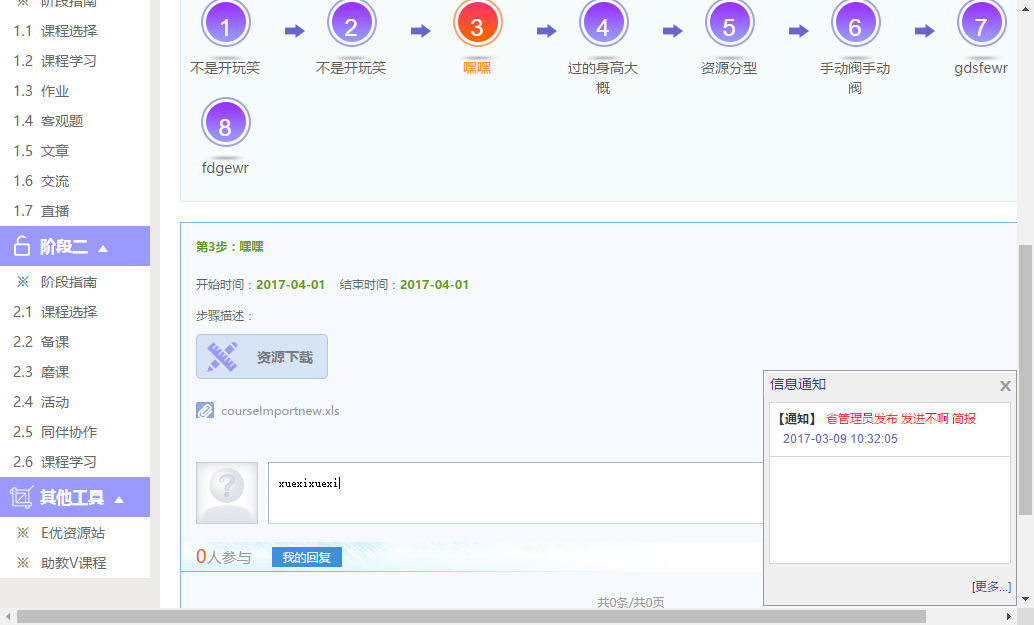 ※ 阶段指南
1.1 课程选择
1.2 课程学习
1.3 作业
1.4 客观题
1.5 文章
1.6 交流
1.7 直播
阶段二
※ 阶段指南
2.1 课程选择
2.2 备课
2.3 磨课
2.4 活动
2.5 同伴协作
2.6 课程学习
其他工具
※ E优资源站
※ 助教V课程
1 2 3 4 5 6 7
不是开玩笑 不是开玩笑 嘿嘿 过的身高大 资源分型 手动阀手动 gdsfewr
概 阀
8
fdgewr
第3步：嘿嘿
开始时间：2017-04-01 结束时间：2017-04-01
步骤描述：
资源下载
courseImportnew.xls
xuexixuexi
0人参与 我的回复
共0条/共0页
信息通知 X
【通知】 省管理员发布 发进不啊 简报
2017-03-09 10:32:05
[更多...]